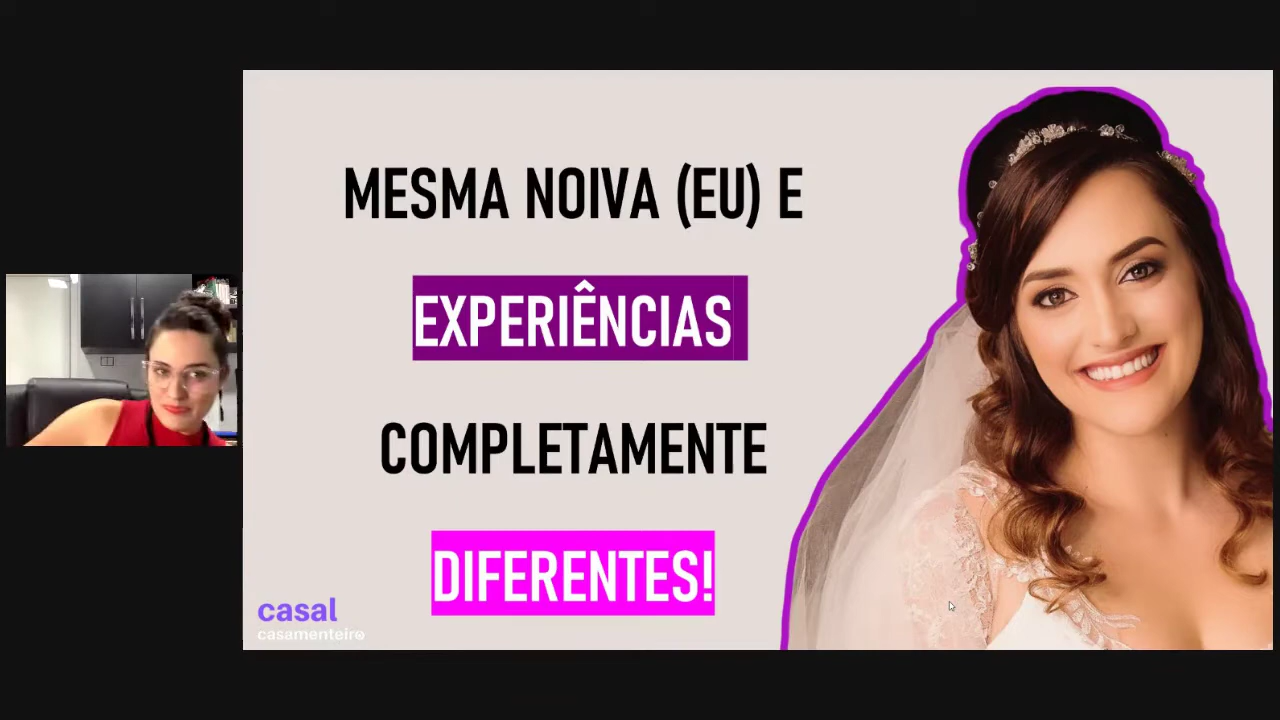 MESMA NOIVA (EU) E
EXPERIÊNCIAS
COMPLETAMENTE
DIFERENTES!
casal
casamenteiro